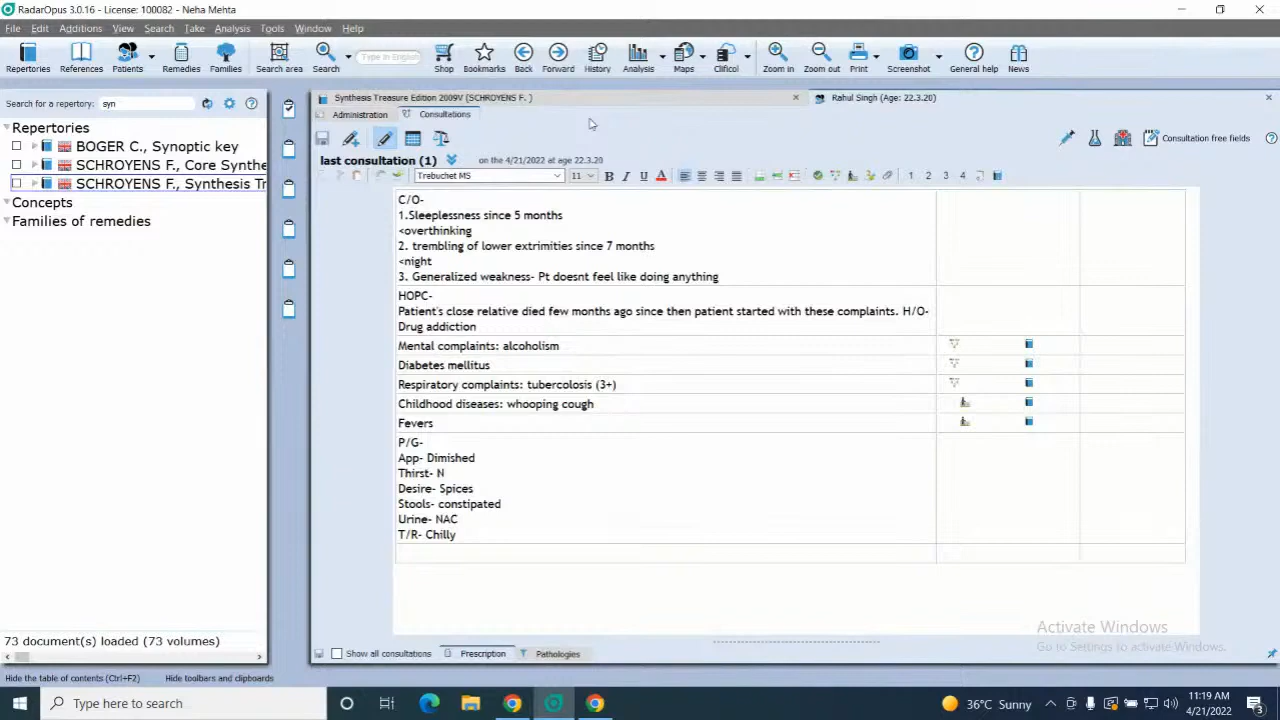 RadarOpus 3.0.16 - License: 100082 - Neha Mehta
File Edit Additions View Search Take Analysis Tools Window Help
Repertories References Patients Remedies Families Search area Search Type in English Shop Bookmarks Back Forward History Analysis Maps Clificol Zoom in Zoom out Print Screenshot General help News
Search for a repertory: syn
Synthesis Treasure Edition 2009V (SCHROYENS F. )
Rahul Singh (Age: 22.3.20)
Administration Consultations
Repertories
BOGER C., Synoptic key
SCHROYENS F., Core Synthe
SCHROYENS F., Synthesis Tr
Concepts
Families of remedies
Consultation free fields
last consultation (1) on the 4/21/2022 at age 22.3.20
Trebuchet MS 11 B I U A 1 2 3 4
C/O-
1.Sleeplessness since 5 months
<overthinking
2. trembling of lower extrimities since 7 months
<night
3. Generalized weakness- Pt doesnt feel like doing anything
HOPC-
Patient's close relative died few months ago since then patient started with these complaints. H/O-
Drug addiction
Mental complaints: alcoholism
Diabetes mellitus
Respiratory complaints: tubercolosis (3+)
Childhood diseases: whooping cough
Fevers
P/G-
App- Dimished
Thirst- N
Desire- Spices
Stools- constipated
Urine- NAC
T/R- Chilly
Activate Windows
Go to Settings to activate Windows.
73 document(s) loaded (73 volumes)
Show all consultations Prescription Pathologies
Hide the table of contents (Ctrl+F2) Hide toolbars and clipboards
Type here to search
36°C Sunny
11:19 AM
4/21/2022
3